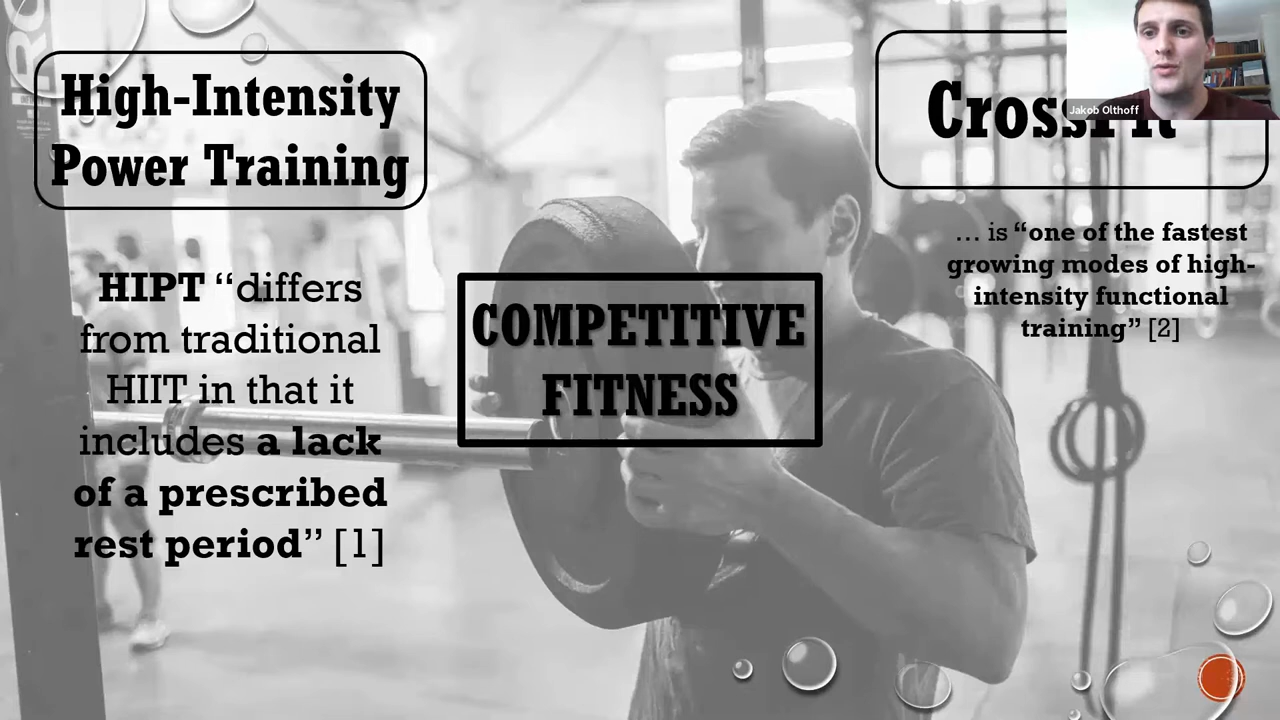 High-Intensity
Power Training
HIPT “differs
from traditional
HIIT in that it
includes a lack
of a prescribed
rest period” [1]
COMPETITIVE
FITNESS
CrossFit
… is “one of the fastest
growing modes of high-
intensity functional
training” [2]
Jakob Olthoff